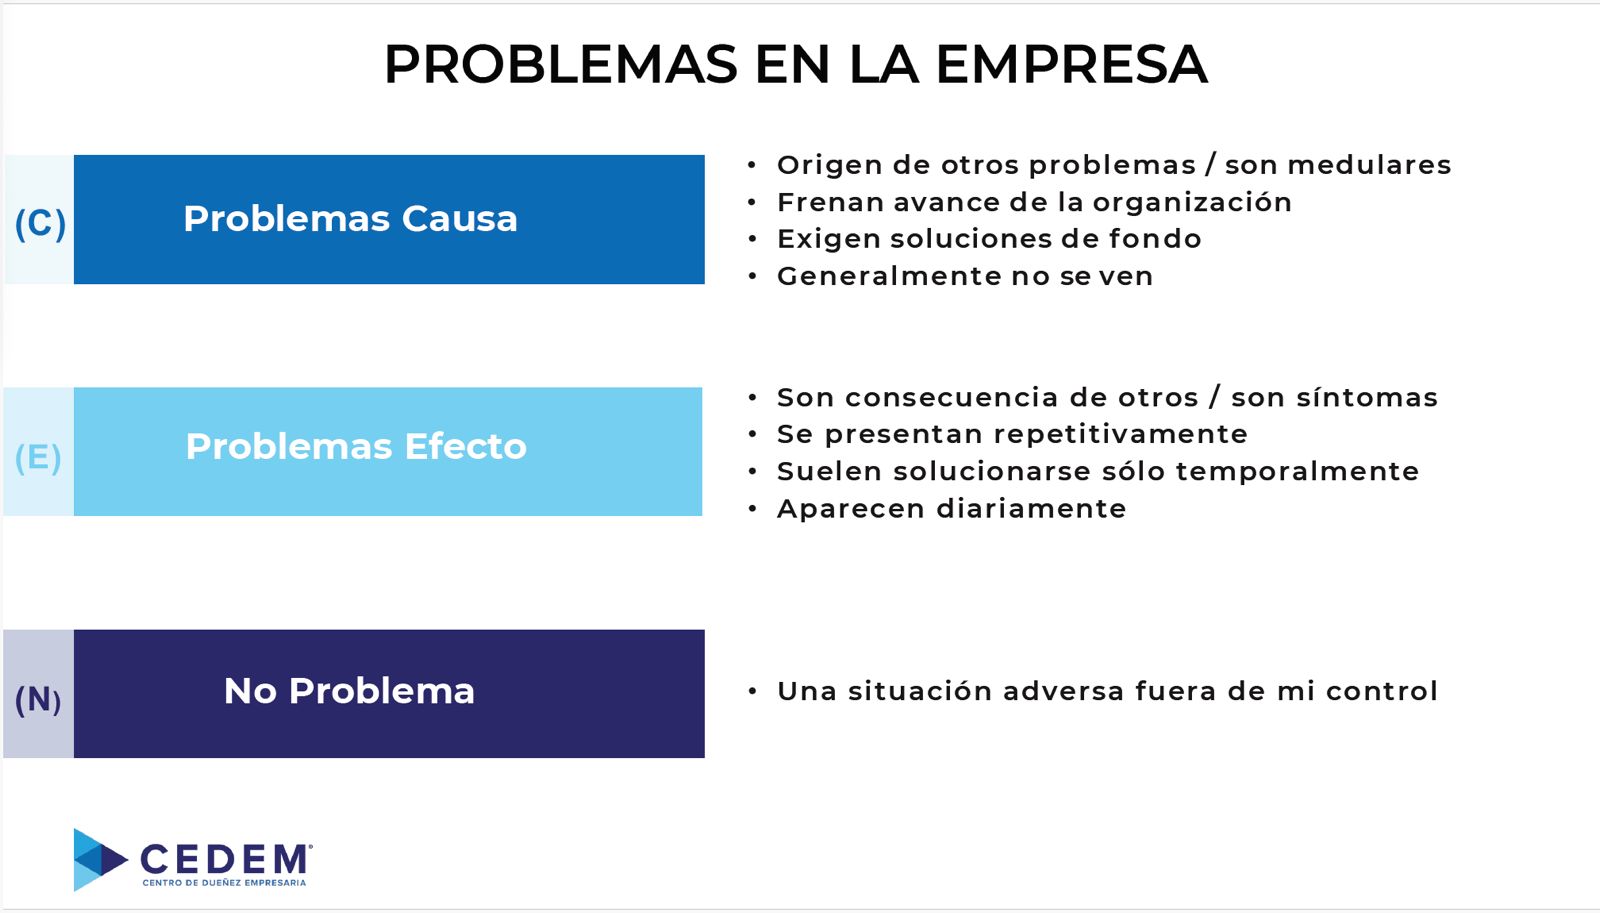 PROBLEMAS EN LA EMPRESA
(C)
Problemas Causa
• Origen de otros problemas / son medulares
• Frenan avance de la organización
• Exigen soluciones de fondo
• Generalmente no se ven
(E)
Problemas Efecto
• Son consecuencia de otros / son síntomas
• Se presentan repetitivamente
• Suelen solucionarse sólo temporalmente
• Aparecen diariamente
(N)
No Problema
• Una situación adversa fuera de mi control
CEDEM®
CENTRO DE DUEÑEZ EMPRESARIA